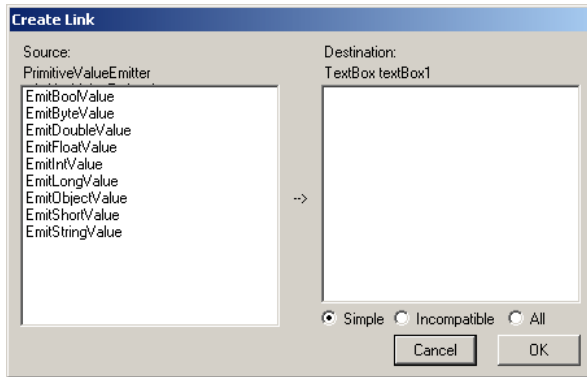 Create Link
Source:
PrimitiveValueEmitter
EmitBoolValue
EmitByteValue
EmitDoubleValue
EmitFloatValue
EmitIntValue
EmitLongValue
EmitObjectValue
EmitShortValue
EmitStringValue
-->
Destination:
TextBox textBox1
Simple Incompatible All
Cancel OK